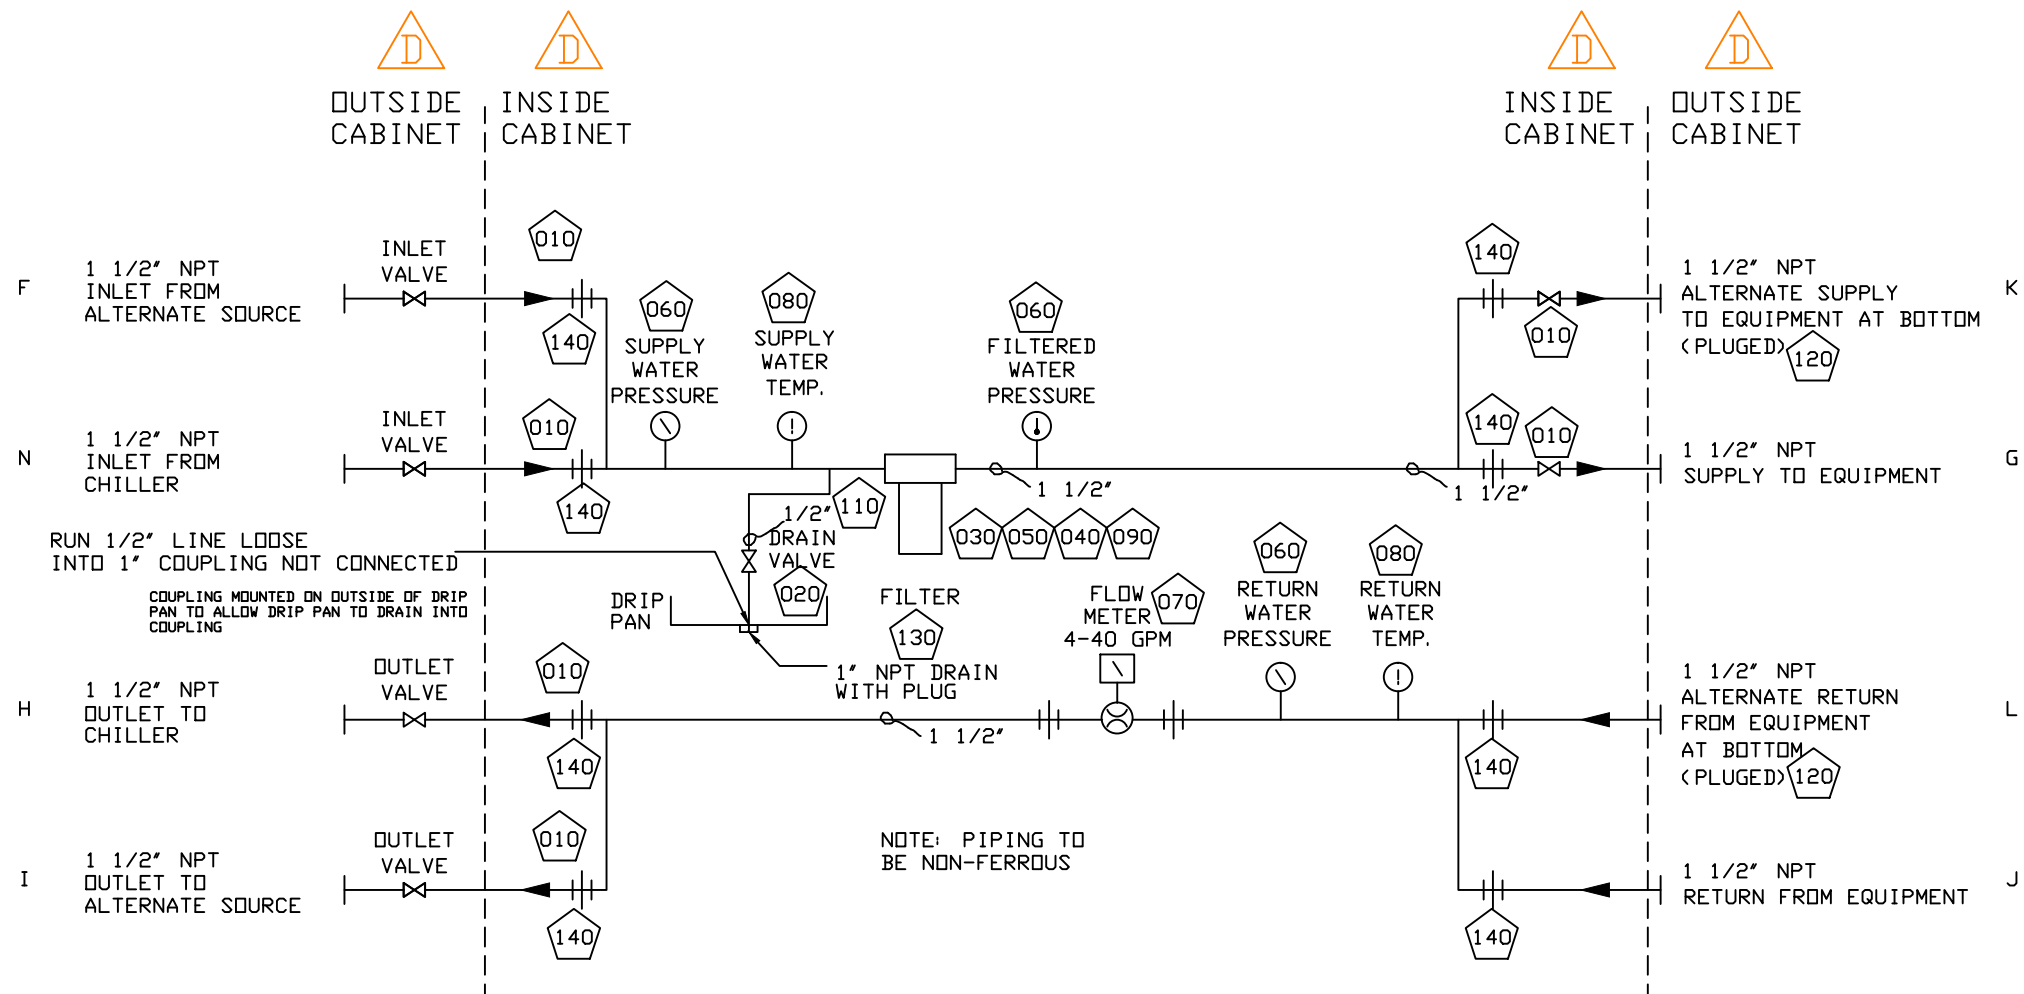 D
D
D
D
OUTSIDE
CABINET
INSIDE
CABINET
INSIDE
CABINET
OUTSIDE
CABINET
F
1 1/2" NPT
INLET FROM
ALTERNATE SOURCE
INLET
VALVE
010
140
060
SUPPLY
WATER
PRESSURE
080
SUPPLY
WATER
TEMP.
060
FILTERED
WATER
PRESSURE
140
010
1 1/2" NPT
ALTERNATE SUPPLY
TO EQUIPMENT AT BOTTOM
(PLUGED)
120
K
N
1 1/2" NPT
INLET FROM
CHILLER
INLET
VALVE
010
140
110
1 1/2"
030
050
040
090
1 1/2"
140
010
1 1/2" NPT
SUPPLY TO EQUIPMENT
G
RUN 1/2" LINE LOOSE
INTO 1" COUPLING NOT CONNECTED
COUPLING MOUNTED ON OUTSIDE OF DRIP
PAN TO ALLOW DRIP PAN TO DRAIN INTO
COUPLING
1/2"
DRAIN
VALVE
020
DRIP
PAN
1" NPT DRAIN
WITH PLUG
FILTER
130
FLOW
METER
4-40 GPM
070
060
RETURN
WATER
PRESSURE
080
RETURN
WATER
TEMP.
H
1 1/2" NPT
OUTLET TO
CHILLER
OUTLET
VALVE
010
140
1 1/2"
140
1 1/2" NPT
ALTERNATE RETURN
FROM EQUIPMENT
AT BOTTOM
(PLUGED)
120
L
I
1 1/2" NPT
OUTLET TO
ALTERNATE SOURCE
OUTLET
VALVE
010
140
NOTE: PIPING TO
BE NON-FERROUS
140
1 1/2" NPT
RETURN FROM EQUIPMENT
J